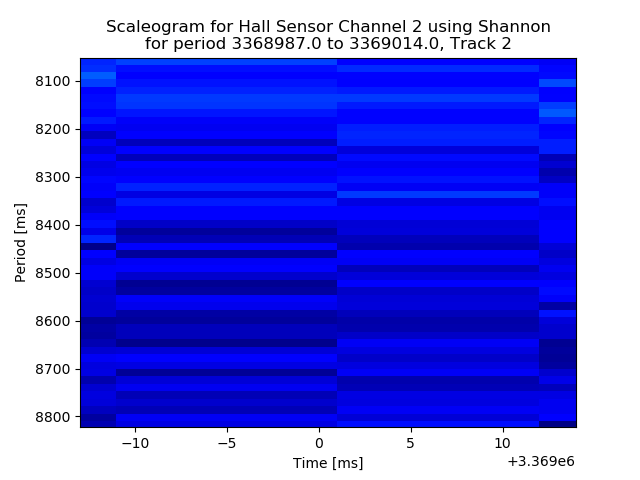 Scaleogram for Hall Sensor Channel 2 using Shannon
for period 3368987.0 to 3369014.0, Track 2
8100
8200
8300
8400
8500
8600
8700
8800
Period [ms]
−10
−5
0
5
10
Time [ms]
+3.369e6